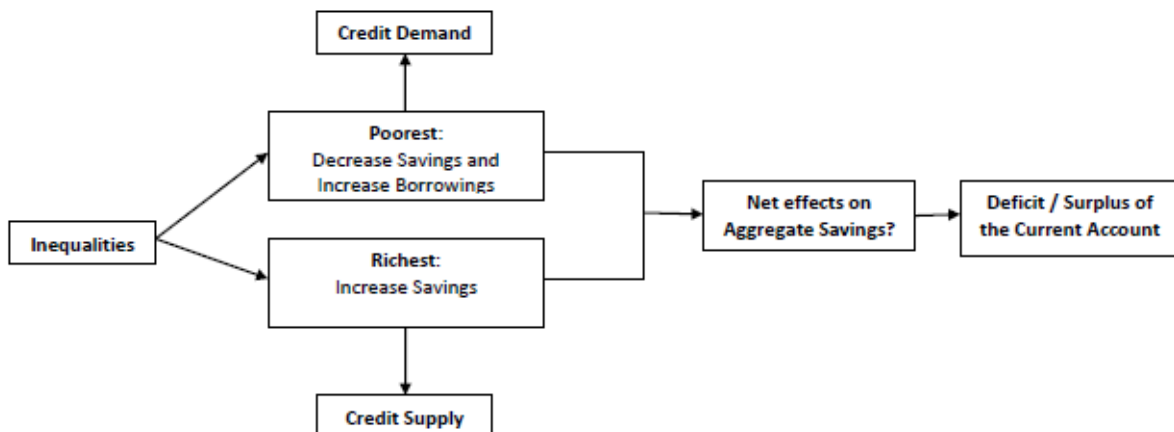 Credit Demand
Poorest:
Decrease Savings and
Increase Borrowings
Inequalities
Richest:
Increase Savings
Net effects on
Aggregate Savings?
Deficit / Surplus of
the Current Account
Credit Supply